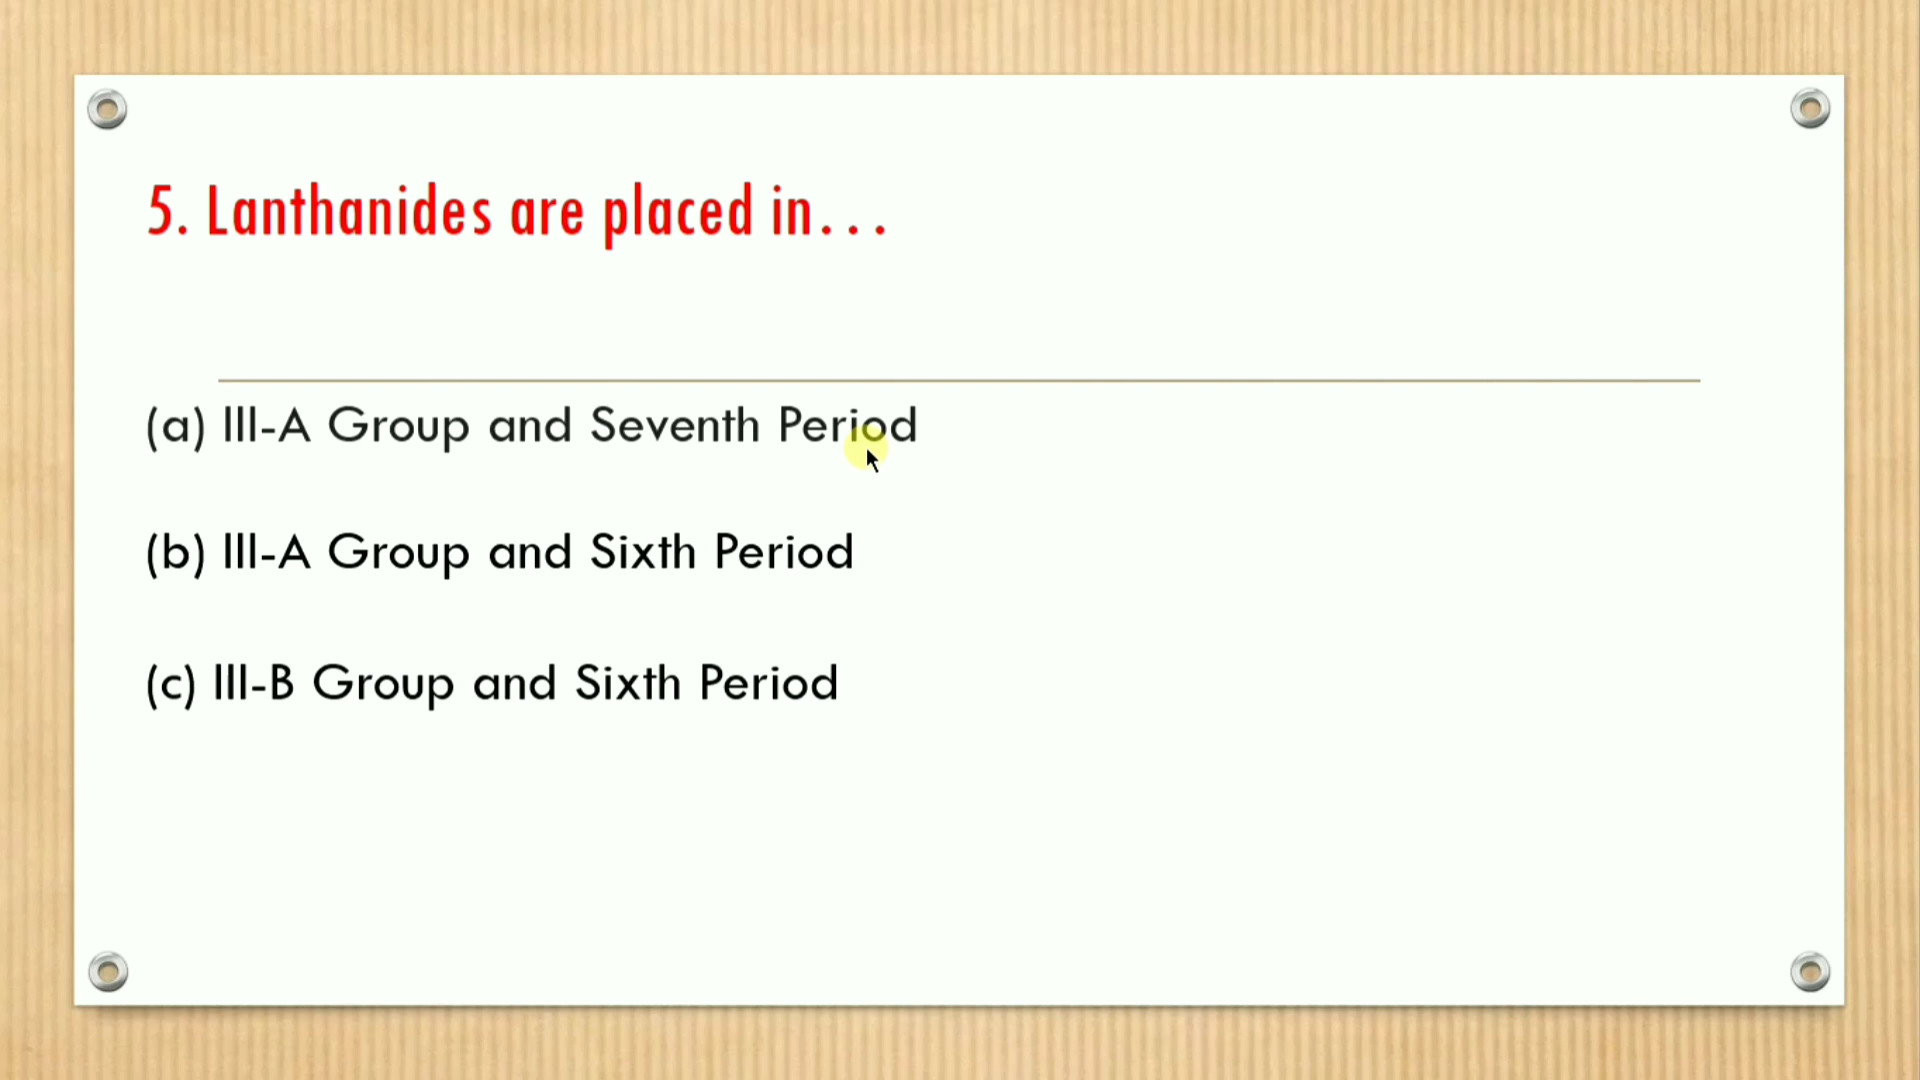 5. Lanthanides are placed in...
(a) III-A Group and Seventh Period
(b) III-A Group and Sixth Period
(c) III-B Group and Sixth Period